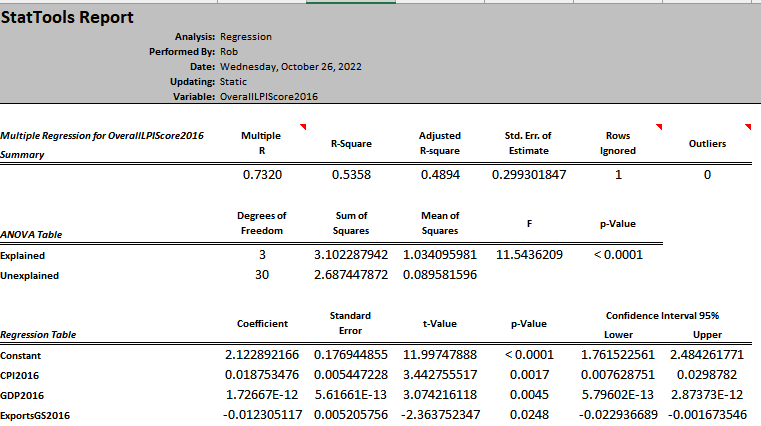 StatTools Report
Analysis: Regression
Performed By: Rob
Date: Wednesday, October 26, 2022
Updating: Static
Variable: OverallLPIScore2016
Multiple Regression for OverallLPIScore2016 Multiple Adjusted Std. Err. of Rows
R-Square Outliers
Summary R R-square Estimate Ignored
0.7320 0.5358 0.4894 0.299301847 1 0
Degrees of Sum of Mean of
F p-Value
ANOVA Table Freedom Squares Squares
Explained 3 3.102287942 1.034095981 11.5436209 < 0.0001
Unexplained 30 2.687447872 0.089581596
Standard Confidence Interval 95%
Coefficient t-Value p-Value
Regression Table Error Lower Upper
Constant 2.122892166 0.176944855 11.99747888 < 0.0001 1.761522561 2.484261771
CPI2016 0.018753476 0.005447228 3.442755517 0.0017 0.007628751 0.0298782
GDP2016 1.72667E-12 5.61661E-13 3.074216118 0.0045 5.79602E-13 2.87373E-12
ExportsGS2016 -0.012305117 0.005205756 -2.363752347 0.0248 -0.022936689 -0.001673546